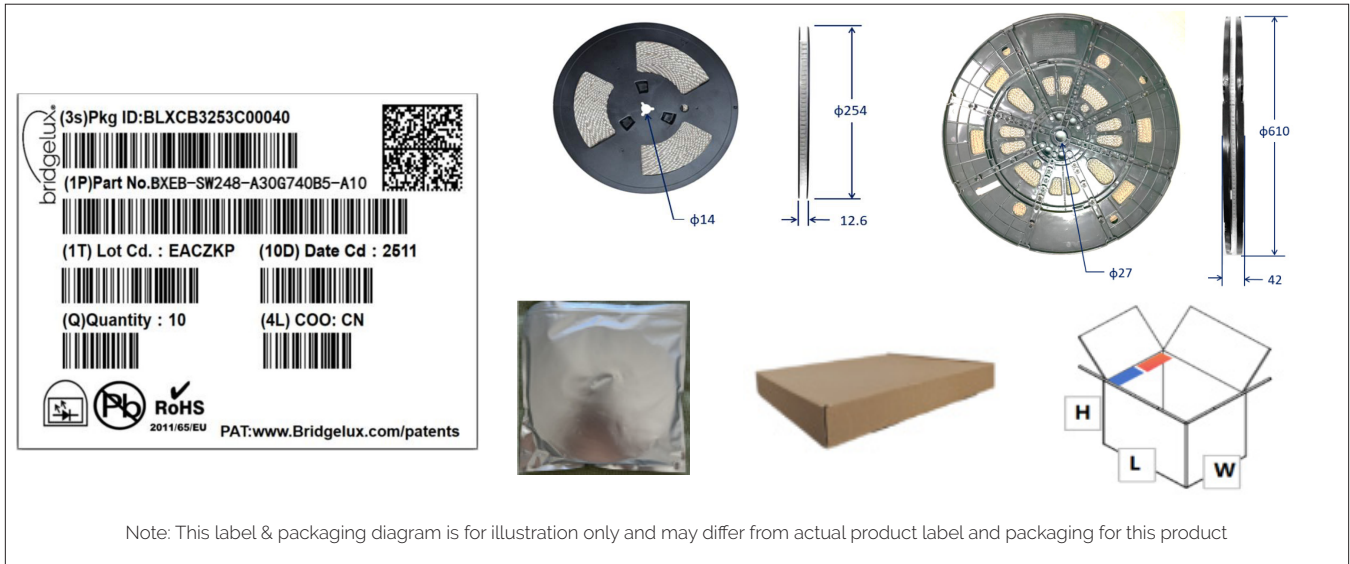 bridgelux®
(3s)Pkg ID:BLXCB3253C00040
(1P)Part No.BXEB-SW248-A30G740B5-A10
(1T) Lot Cd. : EACZKP (10D) Date Cd : 2511
(Q)Quantity : 10 (4L) COO: CN
Pb
RoHS
2011/65/EU
PAT:www.Bridgelux.com/patents
ϕ254
ϕ14
12.6
ϕ610
ϕ27
42
H
L
W
Note: This label & packaging diagram is for illustration only and may differ from actual product label and packaging for this product